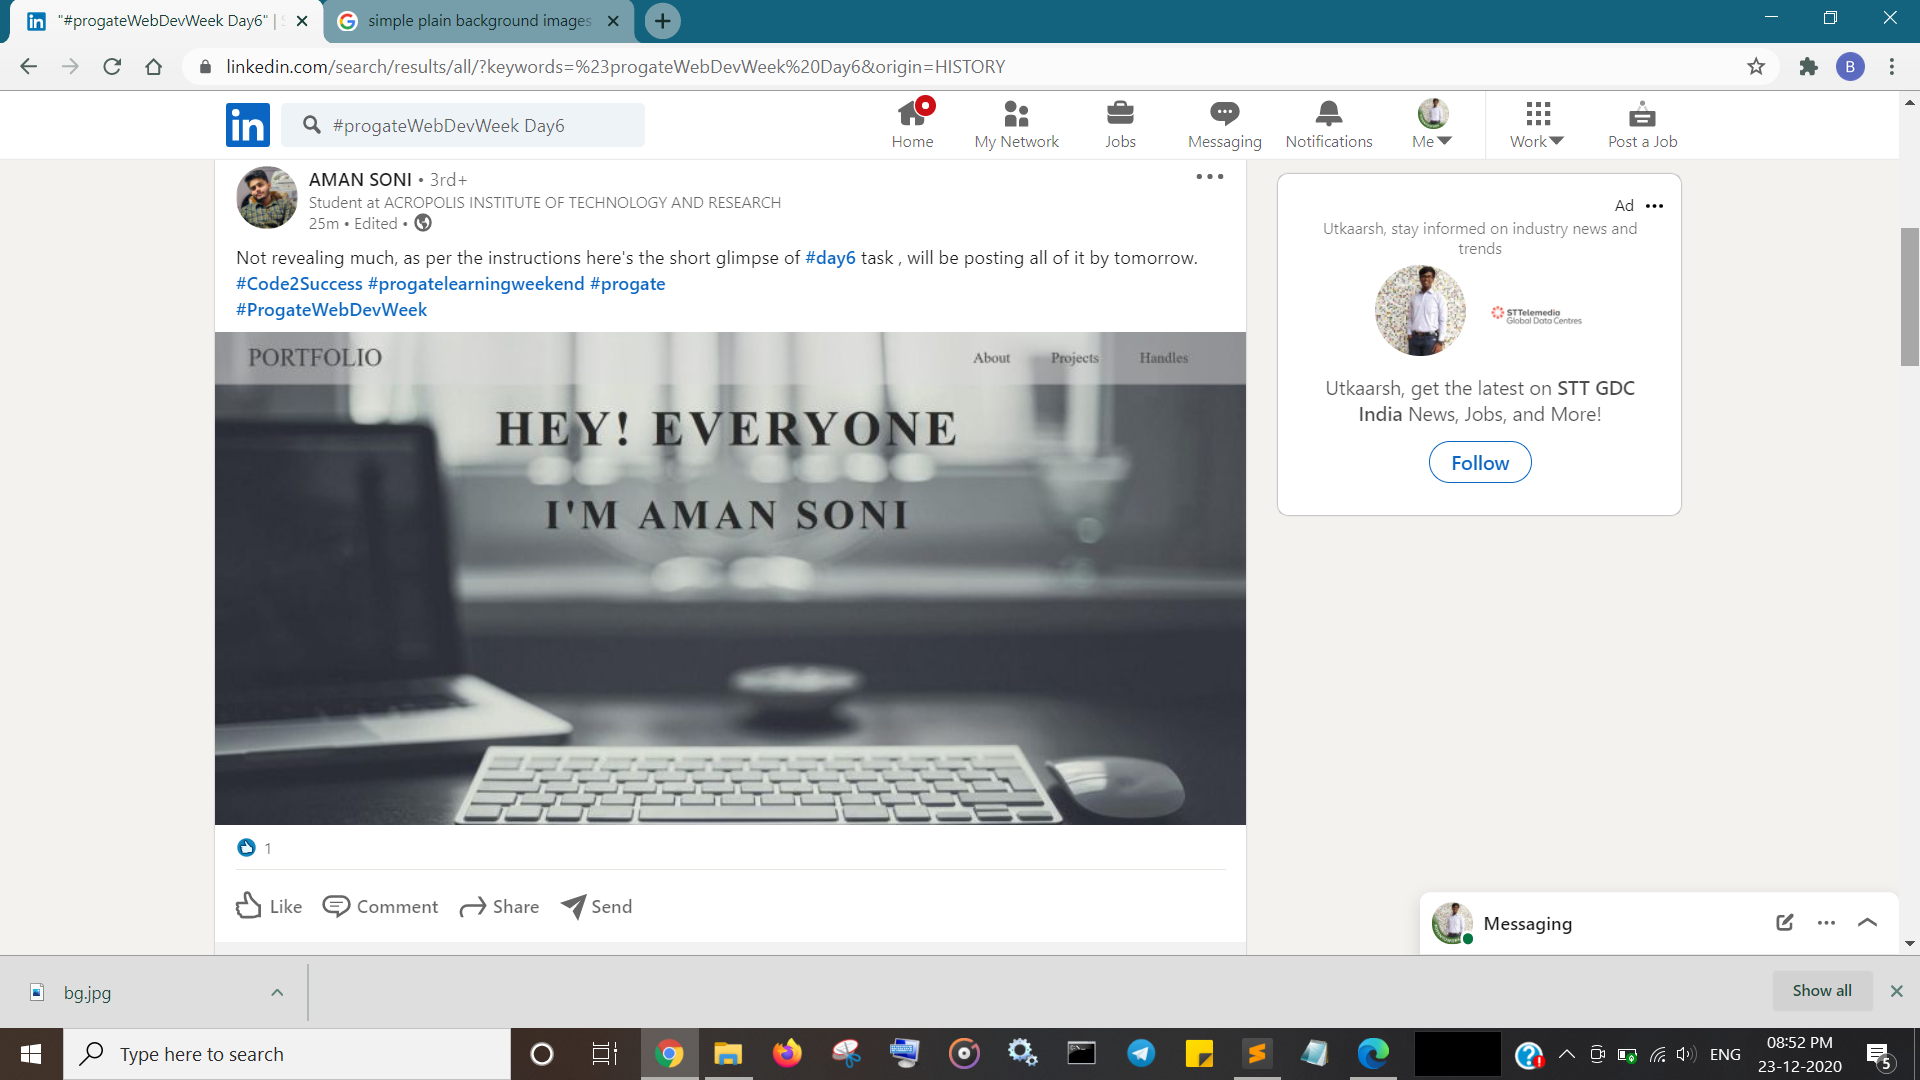 "#progateWebDevWeek Day6" |
simple plain background images
linkedin.com/search/results/all/?keywords=%23progateWebDevWeek%20Day6&origin=HISTORY
B
in
#progateWebDevWeek Day6
Home
My Network
Jobs
Messaging
Notifications
Me
Work
Post a Job
AMAN SONI • 3rd+
Student at ACROPOLIS INSTITUTE OF TECHNOLOGY AND RESEARCH
25m • Edited •
Not revealing much, as per the instructions here's the short glimpse of #day6 task , will be posting all of it by tomorrow.
#Code2Success #progatelearningweekend #progate
#ProgateWebDevWeek
PORTFOLIO
About Projects Handles
HEY! EVERYONE
I'M AMAN SONI
1
Like Comment Share Send
Ad
Utkaarsh, stay informed on industry news and
trends
STTelemedia
Global Data Centres
Utkaarsh, get the latest on STT GDC
India News, Jobs, and More!
Follow
Messaging
bg.jpg
Show all
Type here to search
ENG
08:52 PM
23-12-2020
5